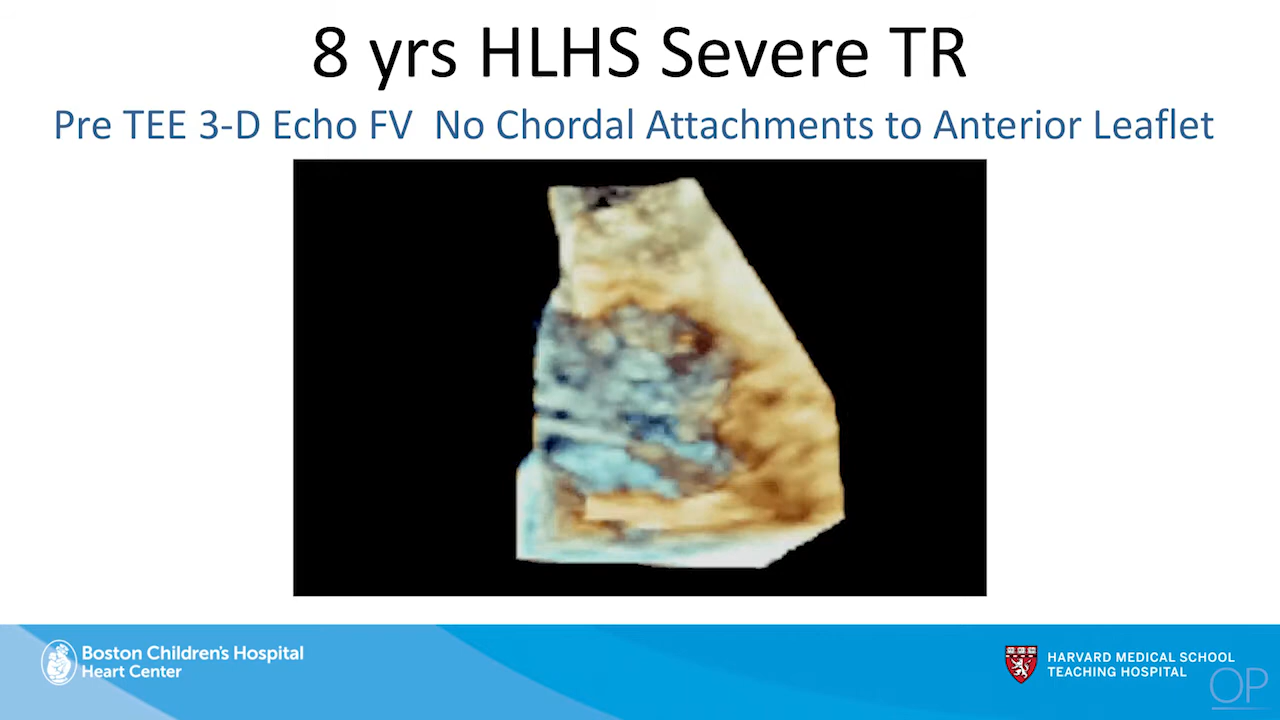 8 yrs HLHS Severe TR
Pre TEE 3-D Echo FV No Chordal Attachments to Anterior Leaflet
Boston Children's Hospital
Heart Center
HARVARD MEDICAL SCHOOL
TEACHING HOSPITAL
OP